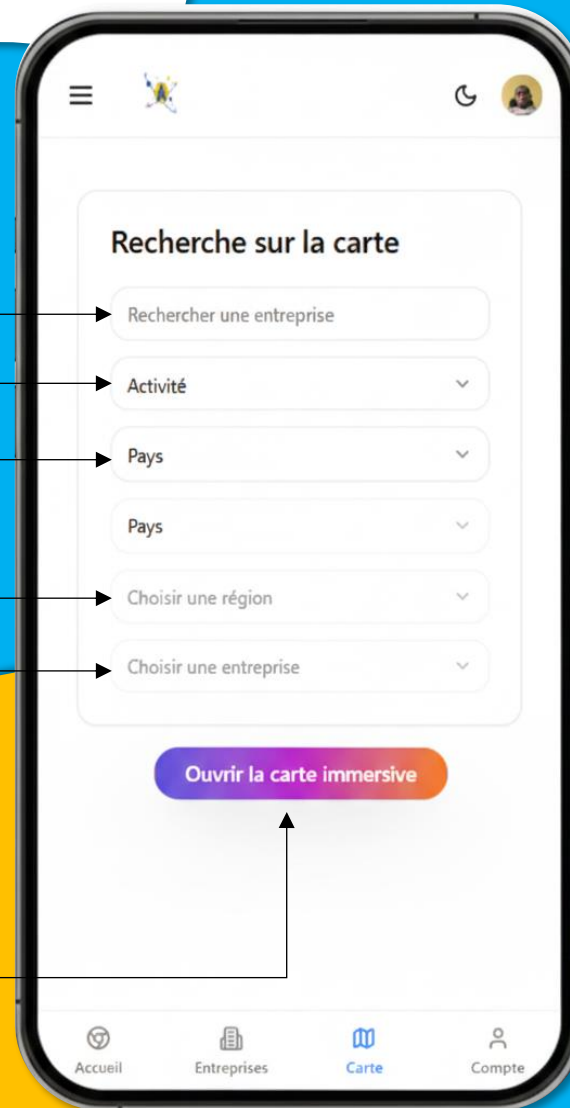 Recherche sur la carte
Rechercher une entreprise
Activité
Pays
Pays
Choisir une région
Choisir une entreprise
Ouvrir la carte immersive
Accueil
Entreprises
Carte
Compte